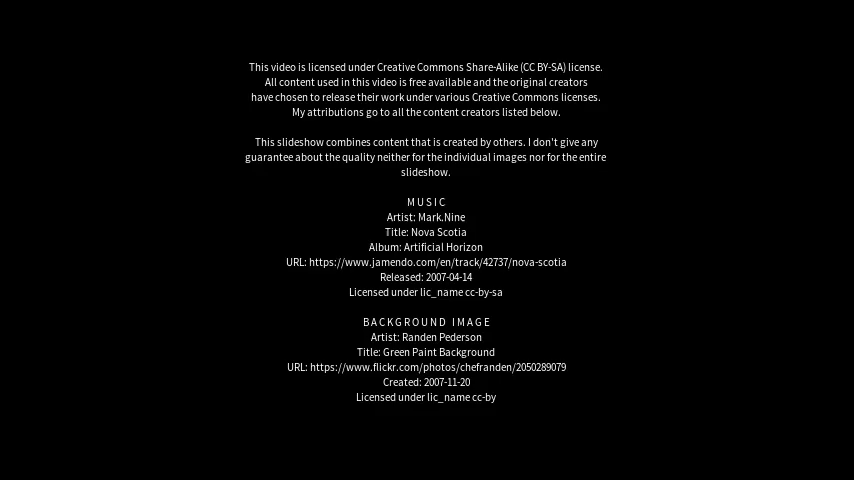 This video is licensed under Creative Commons Share-Alike (CC BY-SA) license.
All content used in this video is free available and the original creators
have chosen to release their work under various Creative Commons licenses.
My attributions go to all the content creators listed below.
This slideshow combines content that is created by others. I don't give any
guarantee about the quality neither for the individual images nor for the entire
slideshow.
MUSIC
Artist: Mark.Nine
Title: Nova Scotia
Album: Artificial Horizon
URL: https://www.jamendo.com/en/track/42737/nova-scotia
Released: 2007-04-14
Licensed under lic_name cc-by-sa
BACKGROUND IMAGE
Artist: Randen Pederson
Title: Green Paint Background
URL: https://www.flickr.com/photos/chefranden/2050289079
Created: 2007-11-20
Licensed under lic_name cc-by